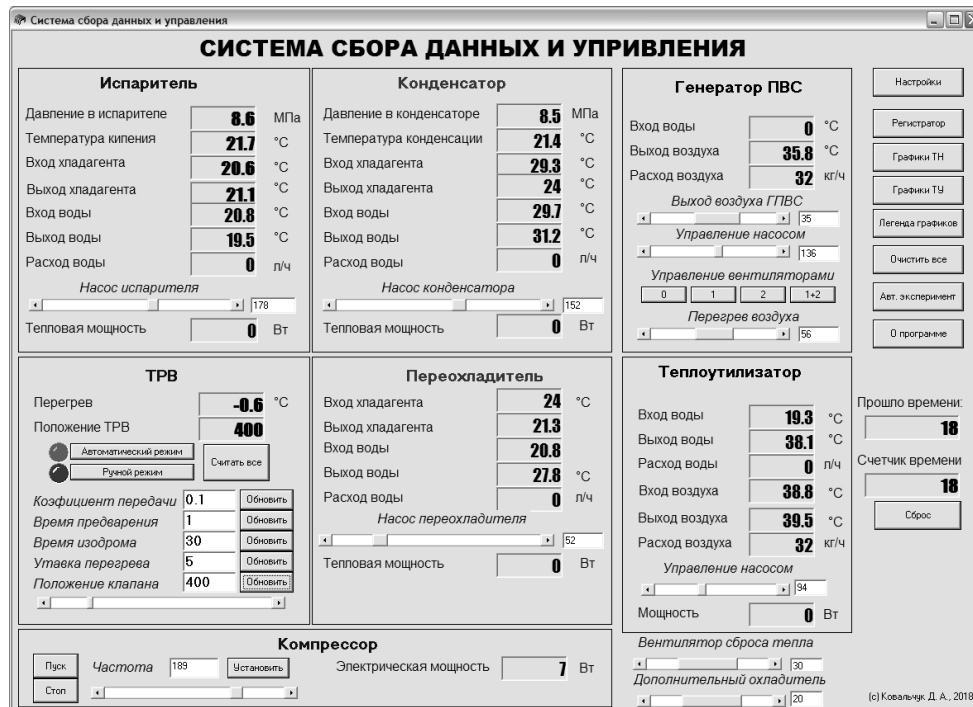 Система сбора данных и управления
СИСТЕМА СБОРА ДАННЫХ И УПРИВЛЕНИЯ
Испаритель
Давление в испарителе 8.6 МПа
Температура кипения 21.7 °C
Вход хладагента 20.6 °C
Выход хладагента 21.1 °C
Вход воды 20.8 °C
Выход воды 19.5 °C
Расход воды 0 л/ч
Насос испарителя
178
Тепловая мощность 0 Вт
Конденсатор
Давление в конденсаторе 8.5 МПа
Температура конденсации 21.4 °C
Вход хладагента 29.3 °C
Выход хладагента 24 °C
Вход воды 29.7 °C
Выход воды 31.2 °C
Расход воды 0 л/ч
Насос конденсатора
152
Тепловая мощность 0 Вт
Генератор ПВС
Вход воды 0 °C
Выход воздуха 35.8 °C
Расход воздуха 32 кг/ч
Выход воздуха ГПВС
35
Управление насосом
136
Управление вентиляторами
0 1 2 1+2
Перегрев воздуха
56
Настройки
Регистратор
Графики ТН
Графики ТУ
Легенда графиков
Очистить все
Авт. эксперимент
О программе
ТРВ
Перегрев -0.6 °C
Положение ТРВ 400
Автоматический режим
Ручной режим
Считать все
Коэфициент передачи 0.1 Обновить
Время предварения 1 Обновить
Время изодрома 30 Обновить
Утавка перегрева 5 Обновить
Положение клапана 400 Обновить
Переохладитель
Вход хладагента 24 °C
Выход хладагента 21.3
Вход воды 20.8
Выход воды 27.8 °C
Расход воды 0 л/ч
Насос переохладителя
52
Тепловая мощность 0 Вт
Теплоутилизатор
Вход воды 19.3 °C
Выход воды 38.1 °C
Расход воды 0 л/ч
Вход воздуха 38.8 °C
Выход воздуха 39.5 °C
Расход воздуха 32 кг/ч
Управление насосом
94
Мощность 0 Вт
Прошло времени:
18
Счетчик времени
18
Сброс
Компрессор
Пуск
Стоп
Частота 189 Установить
Электрическая мощность 7 Вт
Вентилятор сброса тепла
30
Дополнительный охладитель
20
(c) Ковальчук Д. А., 2018